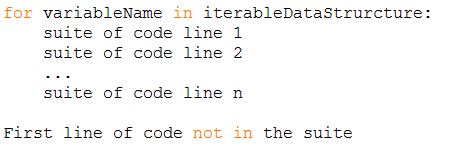 for variableName in iterableDataStrurcture:
    suite of code line 1
    suite of code line 2
    ...
    suite of code line n
First line of code not in the suite